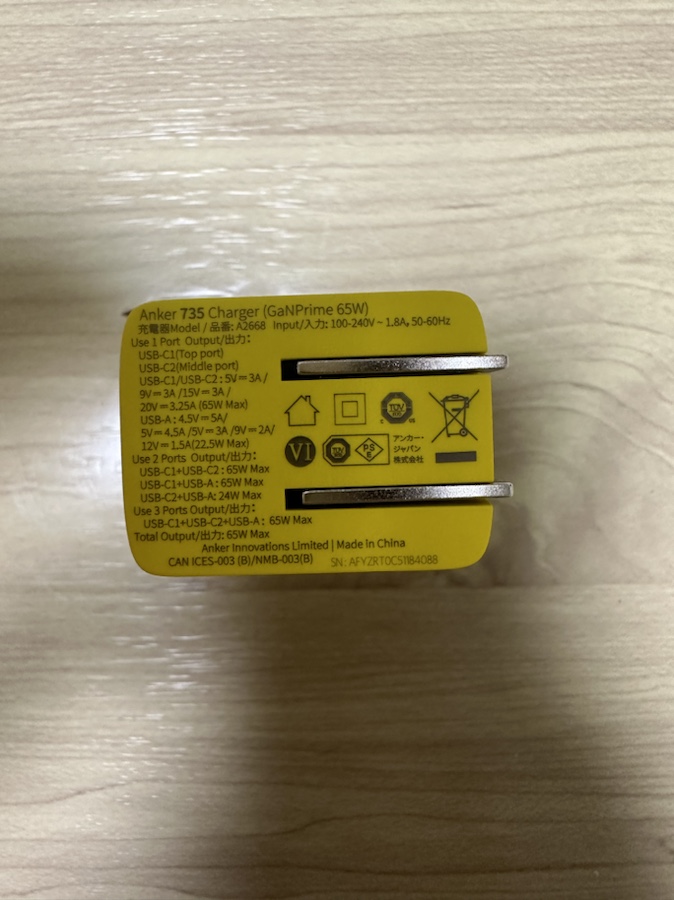 Anker 735 Charger (GaNPrime 65W)
充電器Model / 品番: A2668 Input/入力: 100-240V ~ 1.8A, 50-60Hz
Use 1 Port Output/出力:
USB-C1(Top port)
USB-C2(Middle port)
USB-C1/USB-C2 : 5V⎓3A /
9V⎓3A /15V⎓3A /
20V⎓3.25A (65W Max)
USB-A : 4.5V⎓5A/
5V⎓4.5A /5V⎓3A /9V⎓2A/
12V⎓1.5A(22.5W Max)
Use 2 Ports Output/出力:
USB-C1+USB-C2 : 65W Max
USB-C1+USB-A : 65W Max
USB-C2+USB-A: 24W Max
Use 3 Ports Output/出力:
USB-C1+USB-C2+USB-A : 65W Max
Total Output/出力: 65W Max
TÜV
VI
PS
E
アンカー・
ジャパン
株式会社
Anker Innovations Limited | Made in China
CAN ICES-003 (B)/NMB-003(B)
SN: AFYZRT0C51184088